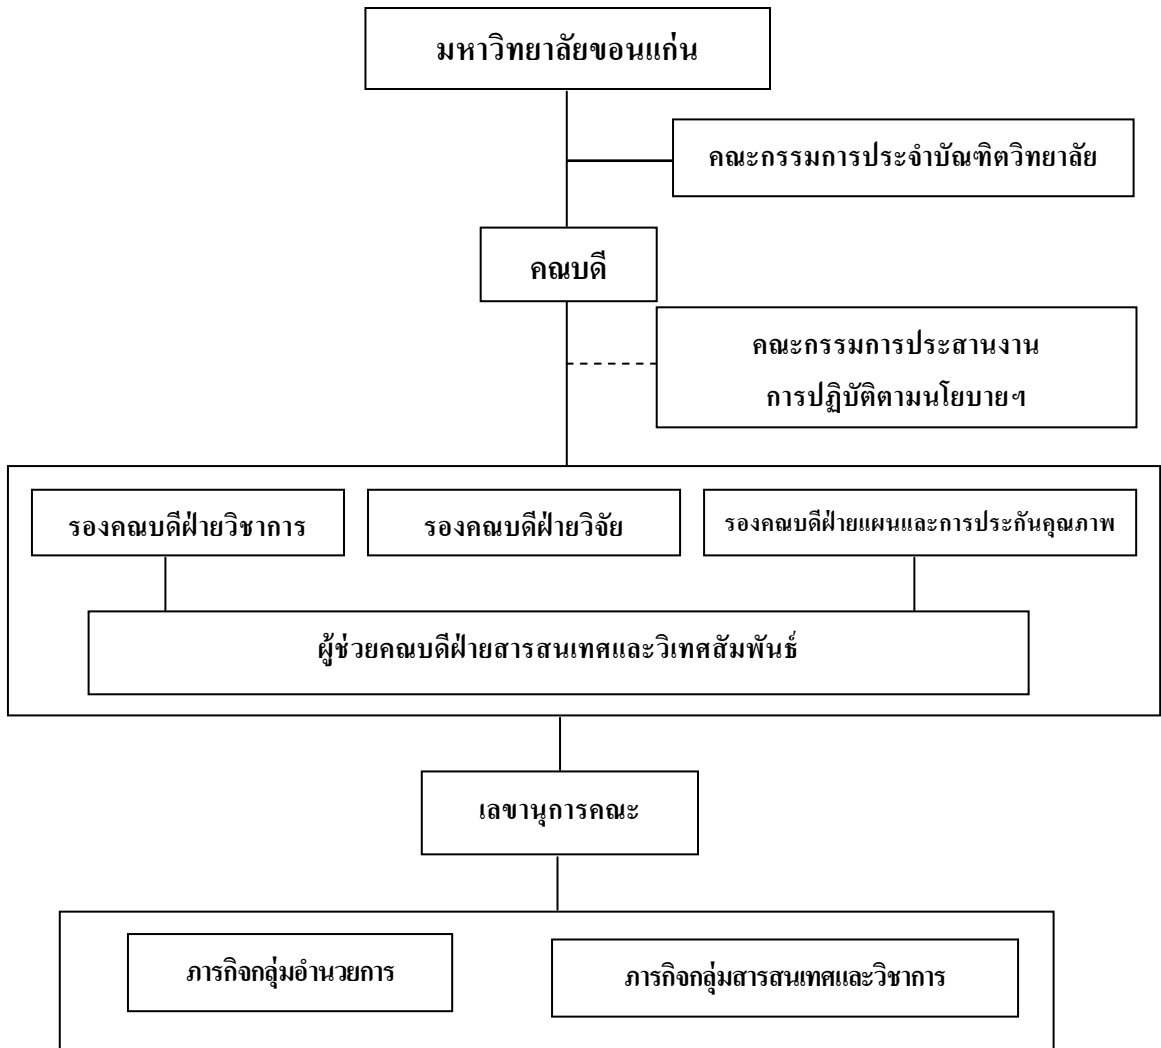 มหาวิทยาลัยขอนแก่น
คณะกรรมการประจำบัณฑิตวิทยาลัย
คณบดี
คณะกรรมการประสานงาน
การปฏิบัติตามนโยบายฯ
รองคณบดีฝ่ายวิชาการ
รองคณบดีฝ่ายวิจัย
รองคณบดีฝ่ายแผนและการประกันคุณภาพ
ผู้ช่วยคณบดีฝ่ายสารสนเทศและวิเทศสัมพันธ์
เลขานุการคณะ
ภารกิจกลุ่มอำนวยการ
ภารกิจกลุ่มสารสนเทศและวิชาการ